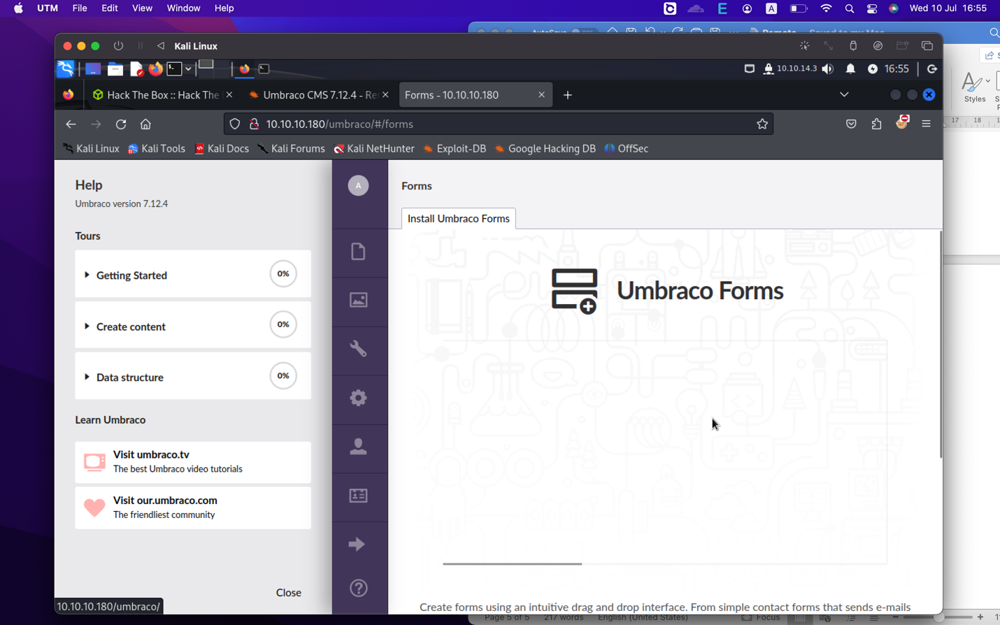 UTM File Edit View Window Help
A
Wed 10 Jul 16:55
Kali Linux
10.10.14.3
16:55
Hack The Box :: Hack The
Umbraco CMS 7.12.4 - Re
Forms - 10.10.10.180
10.10.10.180/umbraco/#/forms
Kali Linux Kali Tools Kali Docs Kali Forums Kali NetHunter Exploit-DB Google Hacking DB OffSec
Styles
17 18
Help
Umbraco version 7.12.4
Tours
Getting Started 0%
Create content 0%
Data structure 0%
Learn Umbraco
Visit umbraco.tv
The best Umbraco video tutorials
Visit our.umbraco.com
The friendliest community
Close
10.10.10.180/umbraco/
A
Forms
Install Umbraco Forms
Umbraco Forms
Create forms using an intuitive drag and drop interface. From simple contact forms that sends e-mails
Page 5 of 5 217 words English (United States) Focus